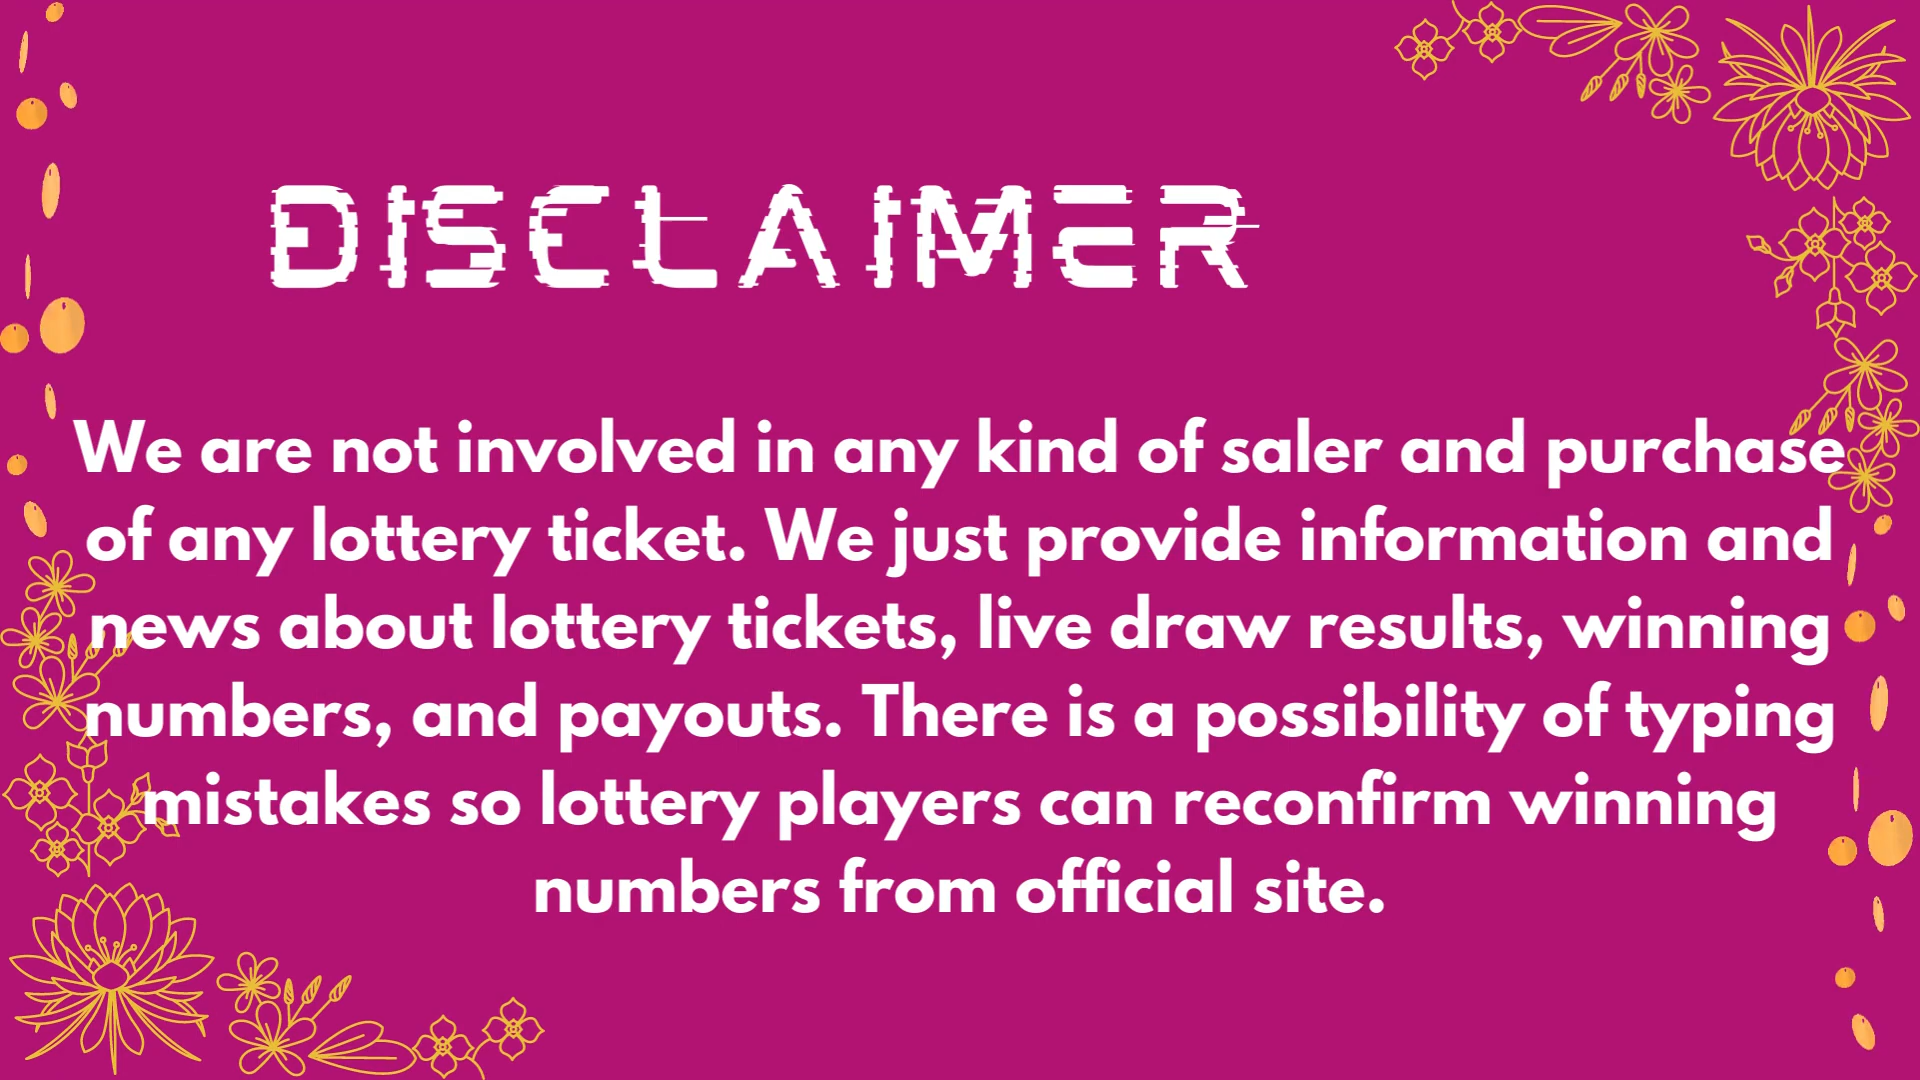 DISCLAIMER
We are not involved in any kind of saler and purchase
of any lottery ticket. We just provide information and
news about lottery tickets, live draw results, winning
numbers, and payouts. There is a possibility of typing
mistakes so lottery players can reconfirm winning
numbers from official site.